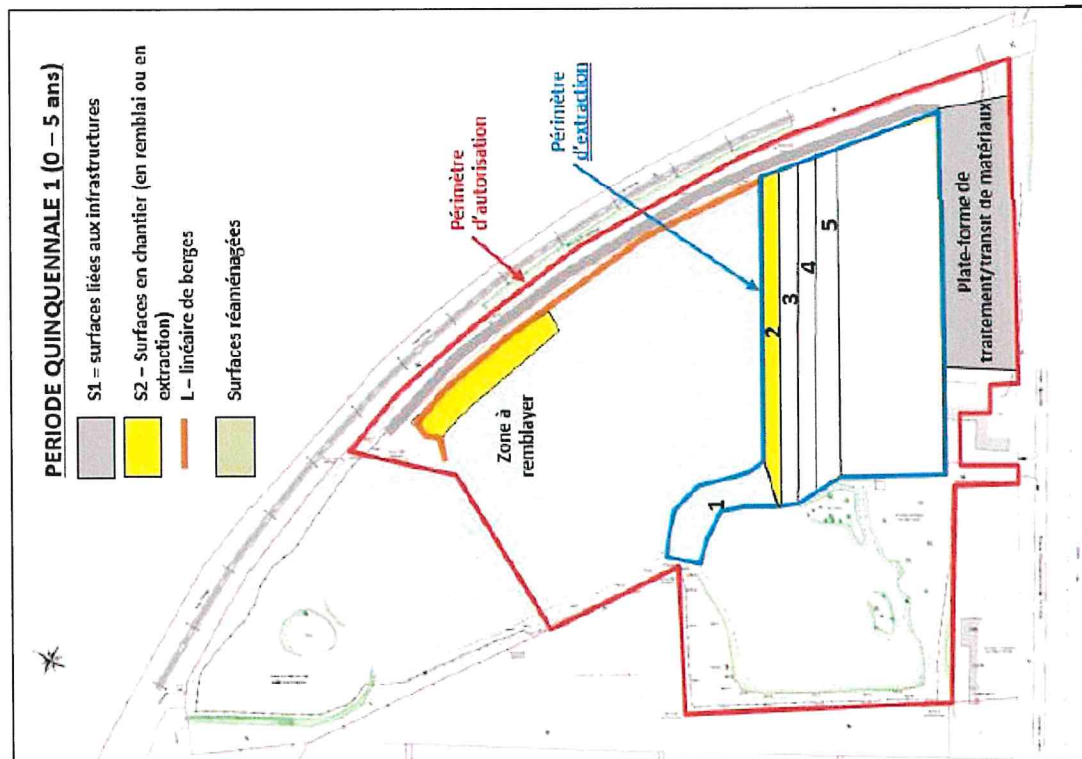 PERIODE QUINQUENNALE 1 (0 – 5 ans)
S1 = surfaces liées aux infrastructures
S2 – Surfaces en chantier (en remblai ou en
extraction)
L – linéaire de berges
Surfaces réaménagées
Périmètre
d'autorisation
Périmètre
d'extraction
Zone à
remblayer
1
2
3
4
5
Plate-forme de
traitement/transit de matériaux